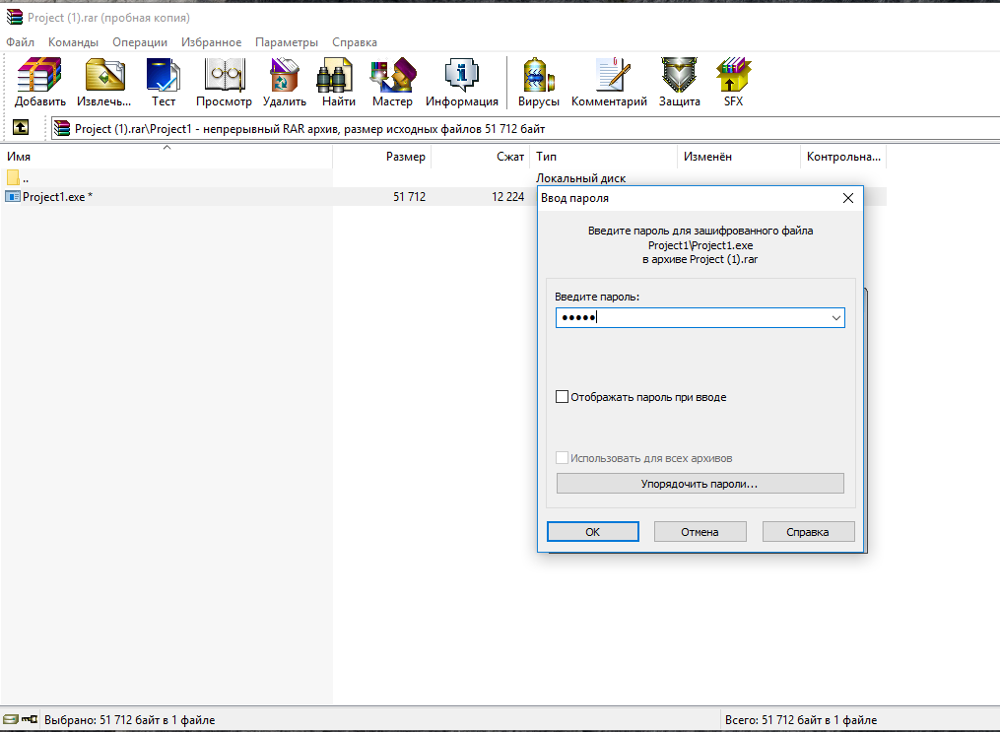 Project (1).rar (пробная копия)
Файл Команды Операции Избранное Параметры Справка
Добавить Извлечь... Тест Просмотр Удалить Найти Мастер Информация Вирусы Комментарий Защита SFX
Project (1).rar\Project1 - непрерывный RAR архив, размер исходных файлов 51 712 байт
Имя Размер Сжат Тип Изменён Контрольна...
.. Локальный диск
Project1.exe * 51 712 12 224
Ввод пароля
Введите пароль для зашифрованного файла
Project1\Project1.exe
в архиве Project (1).rar
Введите пароль:
●●●●●
Отображать пароль при вводе
Использовать для всех архивов
Упорядочить пароли...
ОК Отмена Справка
Выбрано: 51 712 байт в 1 файле Всего: 51 712 байт в 1 файле